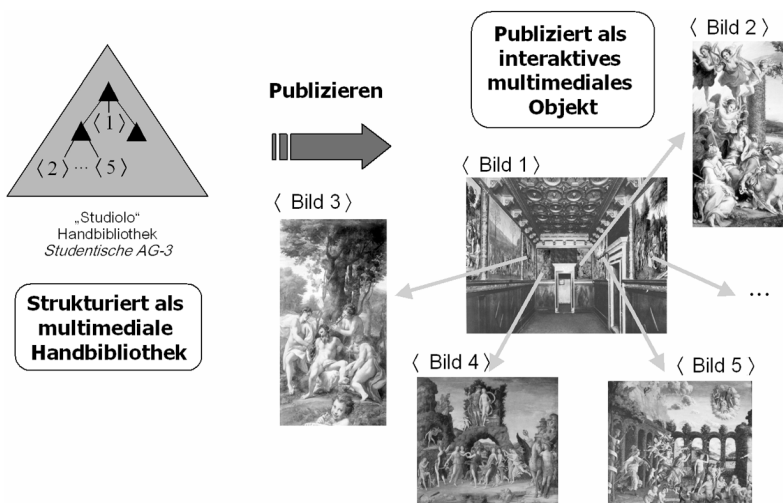 ⟨1⟩
⟨2⟩ ... ⟨5⟩
„Studiolo“
Handbibliothek
Studentische AG-3
Strukturiert als
multimediale
Handbibliothek
Publizieren
Publiziert als
interaktives
multimediales
Objekt
⟨ Bild 2 ⟩
⟨ Bild 1 ⟩
⟨ Bild 3 ⟩
...
⟨ Bild 4 ⟩
⟨ Bild 5 ⟩